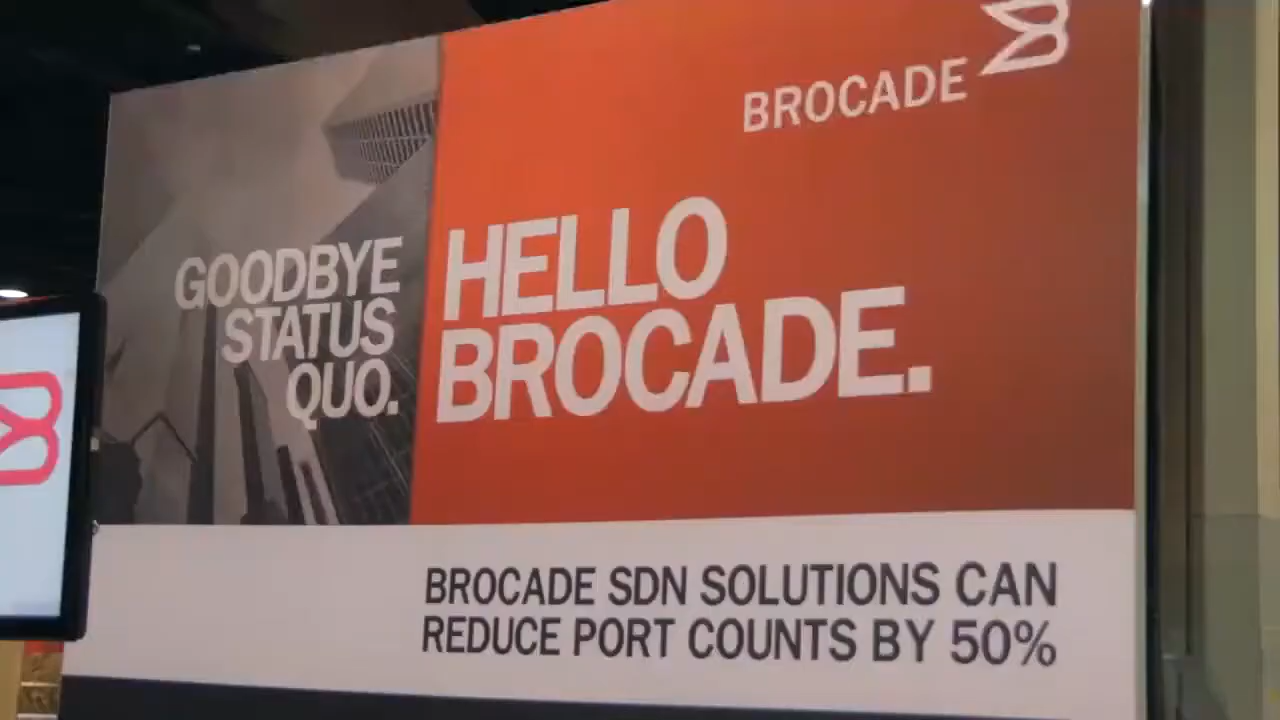 BROCADE
GOODBYE
STATUS
QUO.
HELLO
BROCADE.
BROCADE SDN SOLUTIONS CAN
REDUCE PORT COUNTS BY 50%